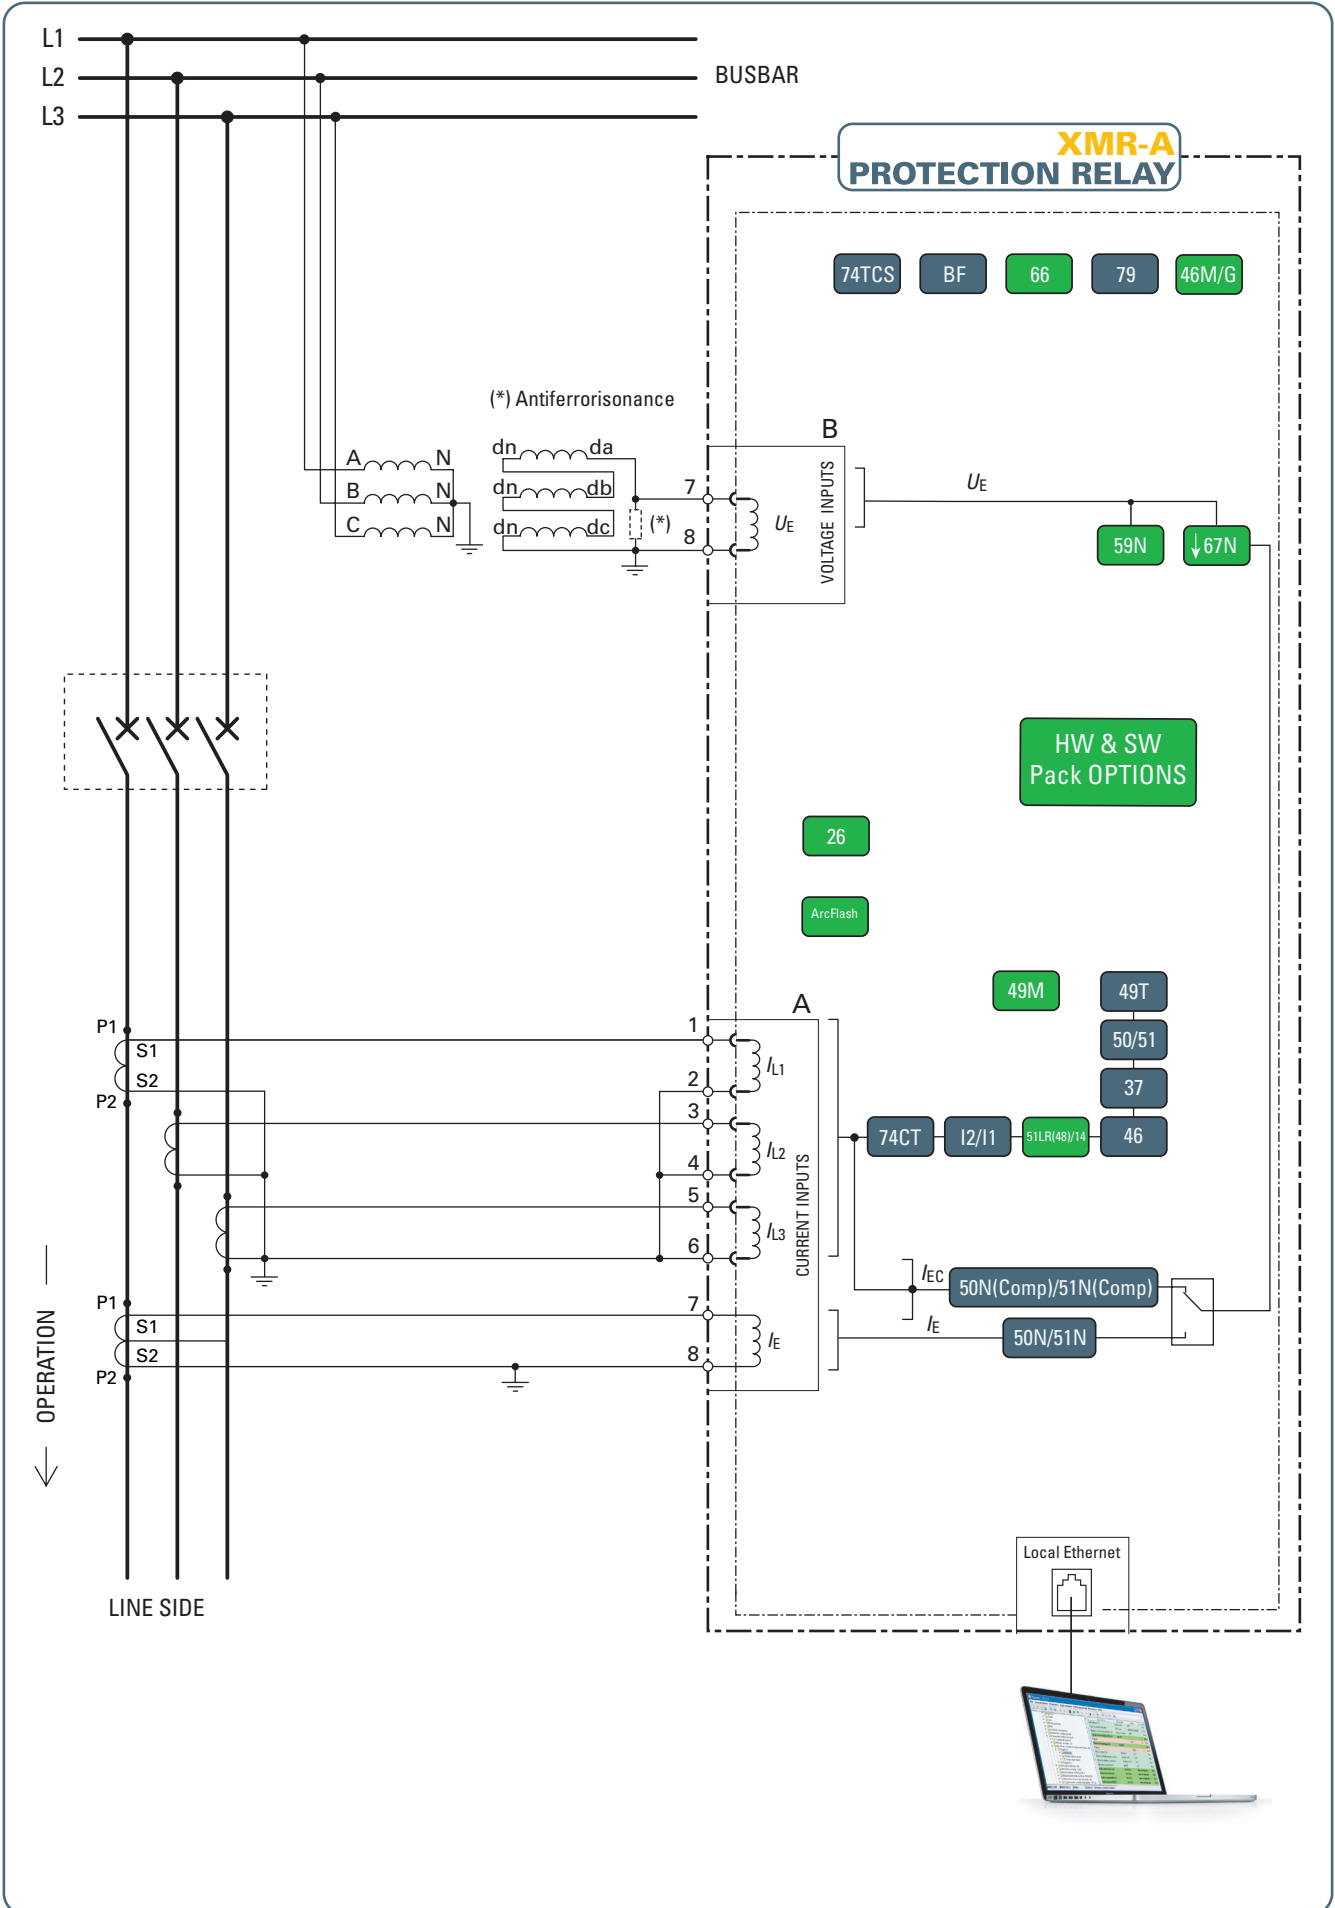 L1
L2
BUSBAR
L3
XMR-A
PROTECTION RELAY
74TCS
BF
66
79
46M/G
(*) Antiferrorisonance
B
A
N
B
N
C
N
dn
da
dn
db
dn
dc
(*)
7
8
UE
VOLTAGE INPUTS
UE
59N
67N
HW & SW
Pack OPTIONS
26
ArcFlash
49M
49T
50/51
37
46
A
P1
S1
S2
P2
1
2
3
4
5
6
IL1
IL2
IL3
CURRENT INPUTS
74CT
I2/I1
51LR(48)/14
IEC
50N(Comp)/51N(Comp)
IE
50N/51N
P1
S1
S2
P2
7
8
IE
OPERATION
LINE SIDE
Local Ethernet